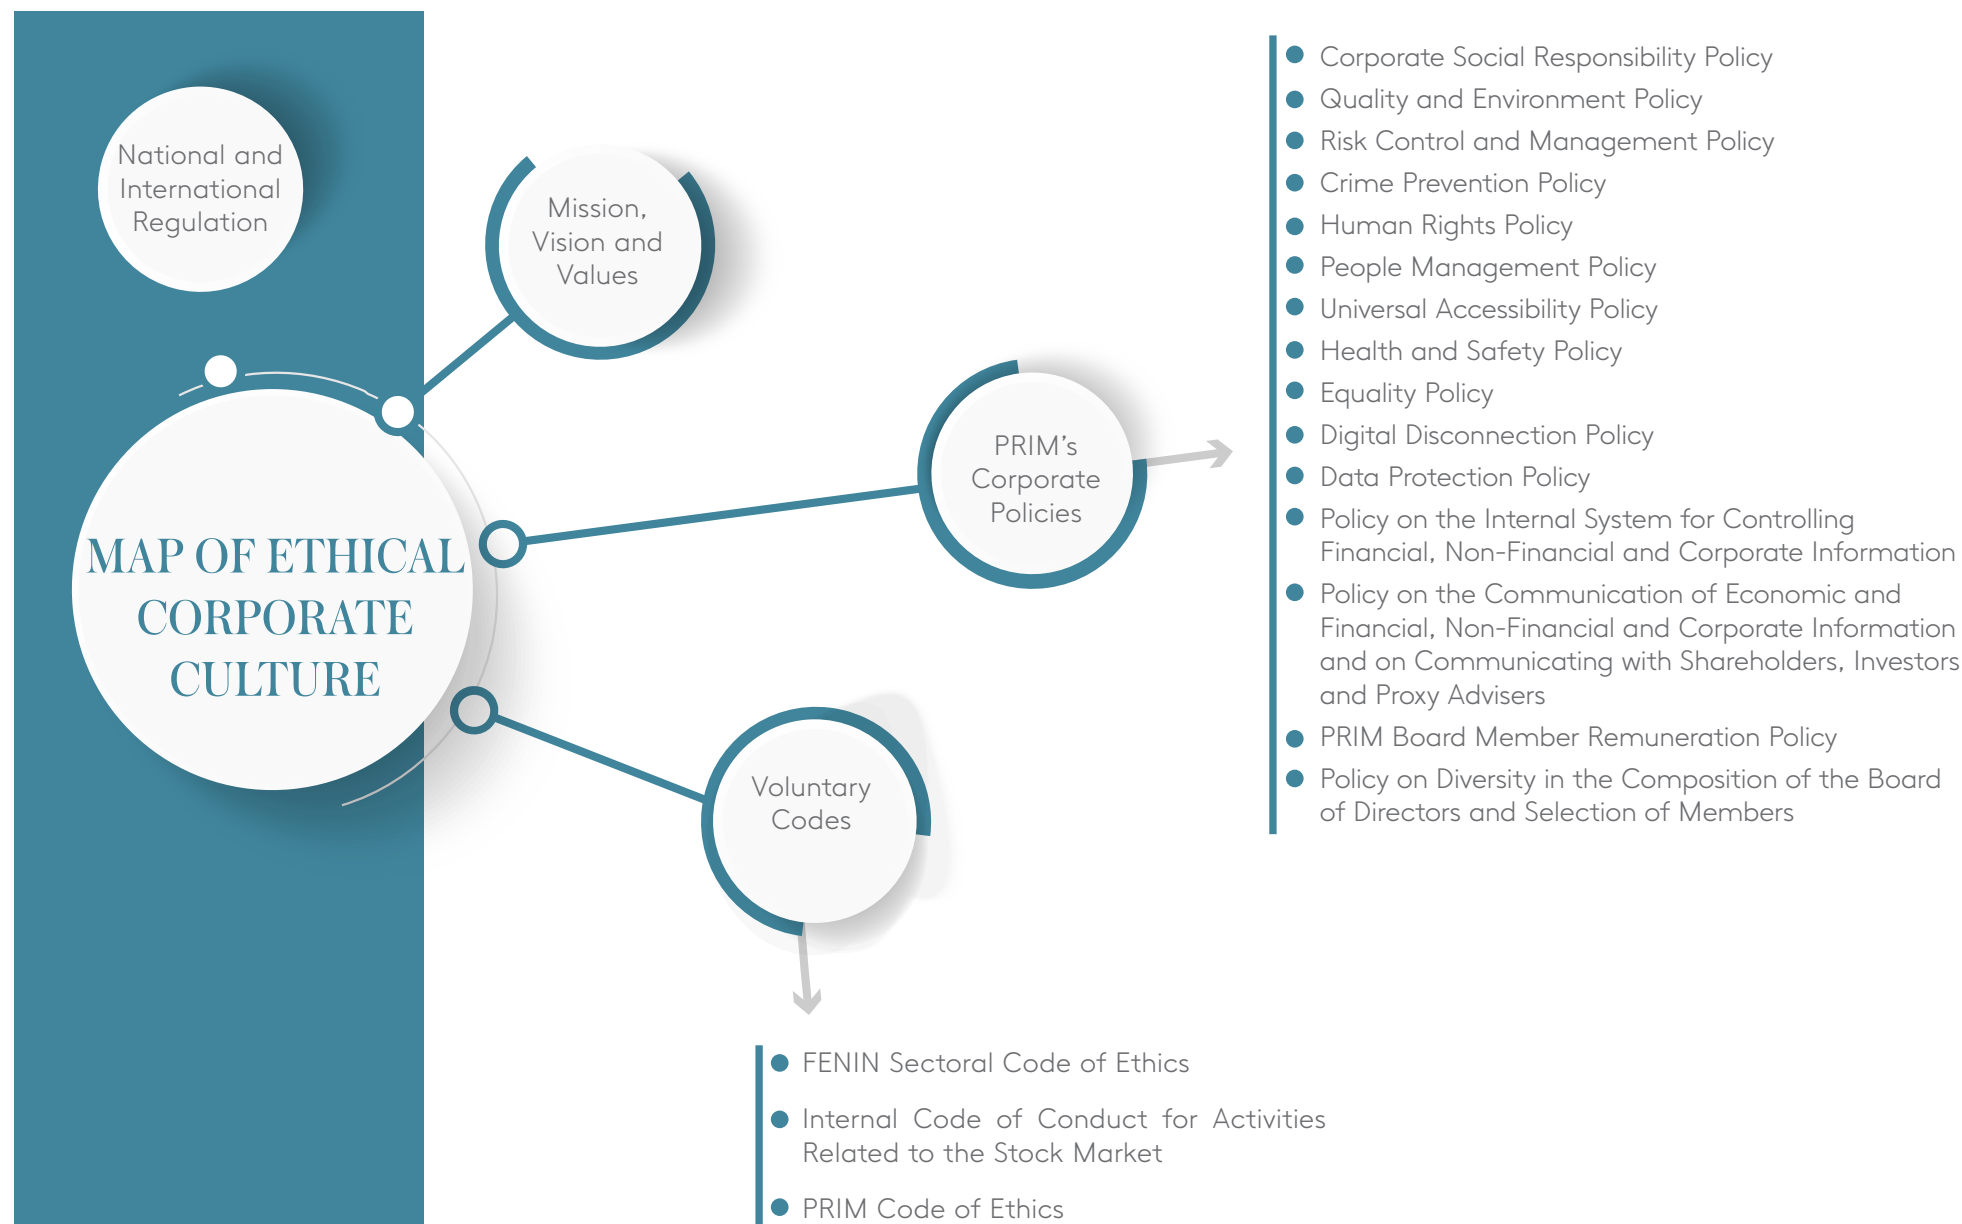 National and
International
Regulation
Mission,
Vision and
Values
PRIM's
Corporate
Policies
MAP OF ETHICAL
CORPORATE
CULTURE
Voluntary
Codes
Corporate Social Responsibility Policy
Quality and Environment Policy
Risk Control and Management Policy
Crime Prevention Policy
Human Rights Policy
People Management Policy
Universal Accessibility Policy
Health and Safety Policy
Equality Policy
Digital Disconnection Policy
Data Protection Policy
Policy on the Internal System for Controlling
Financial, Non-Financial and Corporate Information
Policy on the Communication of Economic and
Financial, Non-Financial and Corporate Information
and on Communicating with Shareholders, Investors
and Proxy Advisers
PRIM Board Member Remuneration Policy
Policy on Diversity in the Composition of the Board
of Directors and Selection of Members
FENIN Sectoral Code of Ethics
Internal Code of Conduct for Activities
Related to the Stock Market
PRIM Code of Ethics